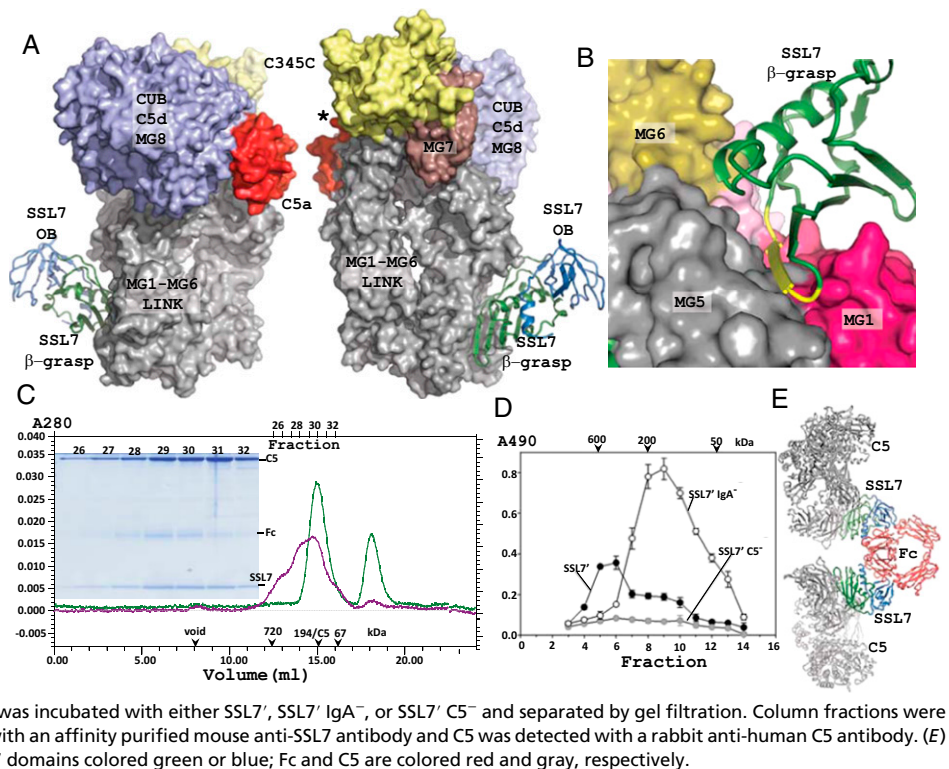 A
C345C
CUB
C5d
MG8
*
CUB
C5d
MG8
MG7
C5a
SSL7
OB
SSL7
OB
MG1-MG6
LINK
MG1-MG6
LINK
SSL7
β-grasp
SSL7
β-grasp
B
SSL7
β-grasp
MG6
MG5
MG1
C
A280
26 28 30 32
Fraction
0.040
0.035
0.030
0.025
0.020
0.015
0.010
0.005
0.000
-0.005
26 27 28 29 30 31 32
C5
Fc
SSL7
void 720 194/C5 67 kDa
0.00 5.00 10.00 15.00 20.00
Volume(ml)
D
A490
600 200 50 kDa
0.8
0.6
0.4
0.2
0.0
SSL7' IgA⁻
SSL7' C5⁻
SSL7'
0 2 4 6 8 10 12 14 16
Fraction
E
C5
SSL7
Fc
SSL7
C5
was incubated with either SSL7′, SSL7′ IgA⁻, or SSL7′ C5⁻ and separated by gel filtration. Column fractions were
with an affinity purified mouse anti-SSL7 antibody and C5 was detected with a rabbit anti-human C5 antibody. (E)
′ domains colored green or blue; Fc and C5 are colored red and gray, respectively.